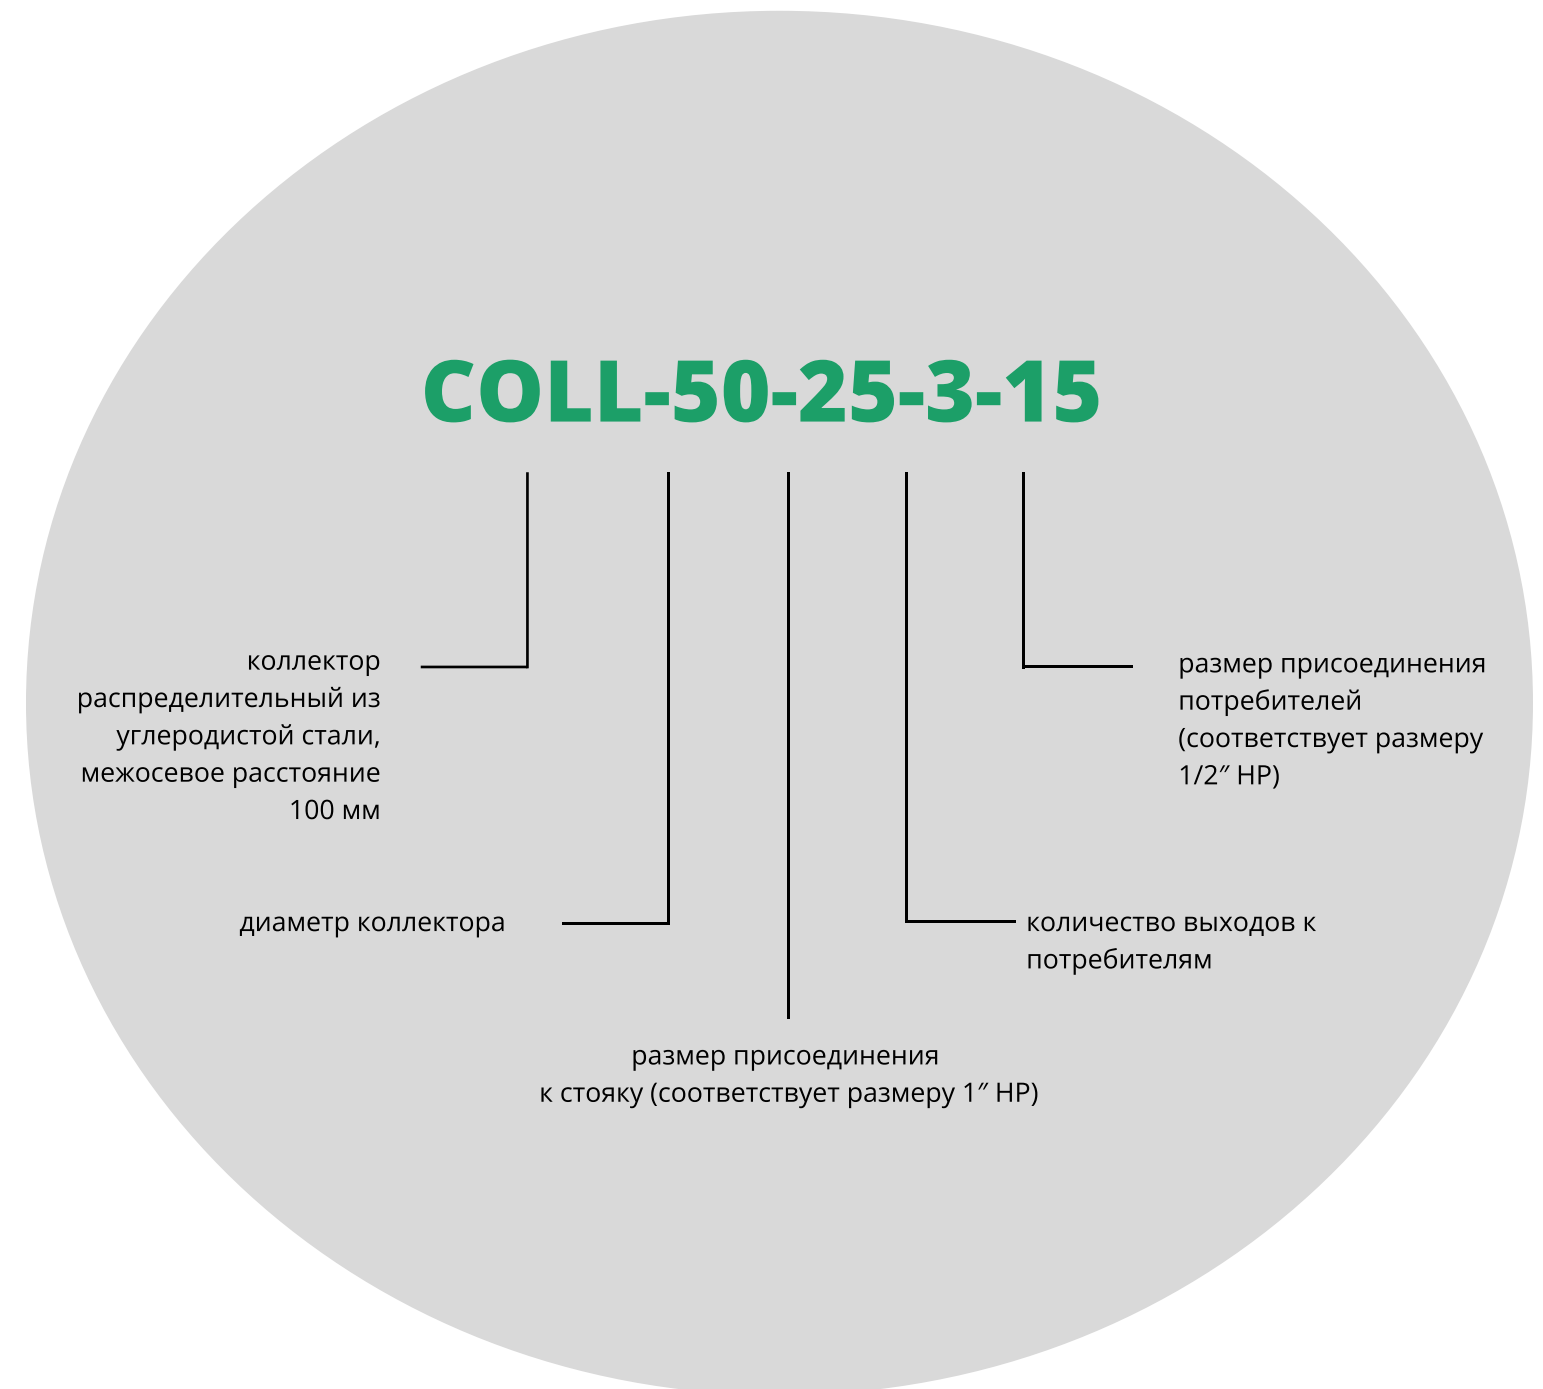 COLL-50-25-3-15
коллектор
распределительный из
углеродистой стали,
межосевое расстояние
100 мм
диаметр коллектора
размер присоединения
к стояку (соответствует размеру 1″ НР)
количество выходов к
потребителям
размер присоединения
потребителей
(соответствует размеру
1/2″ НР)